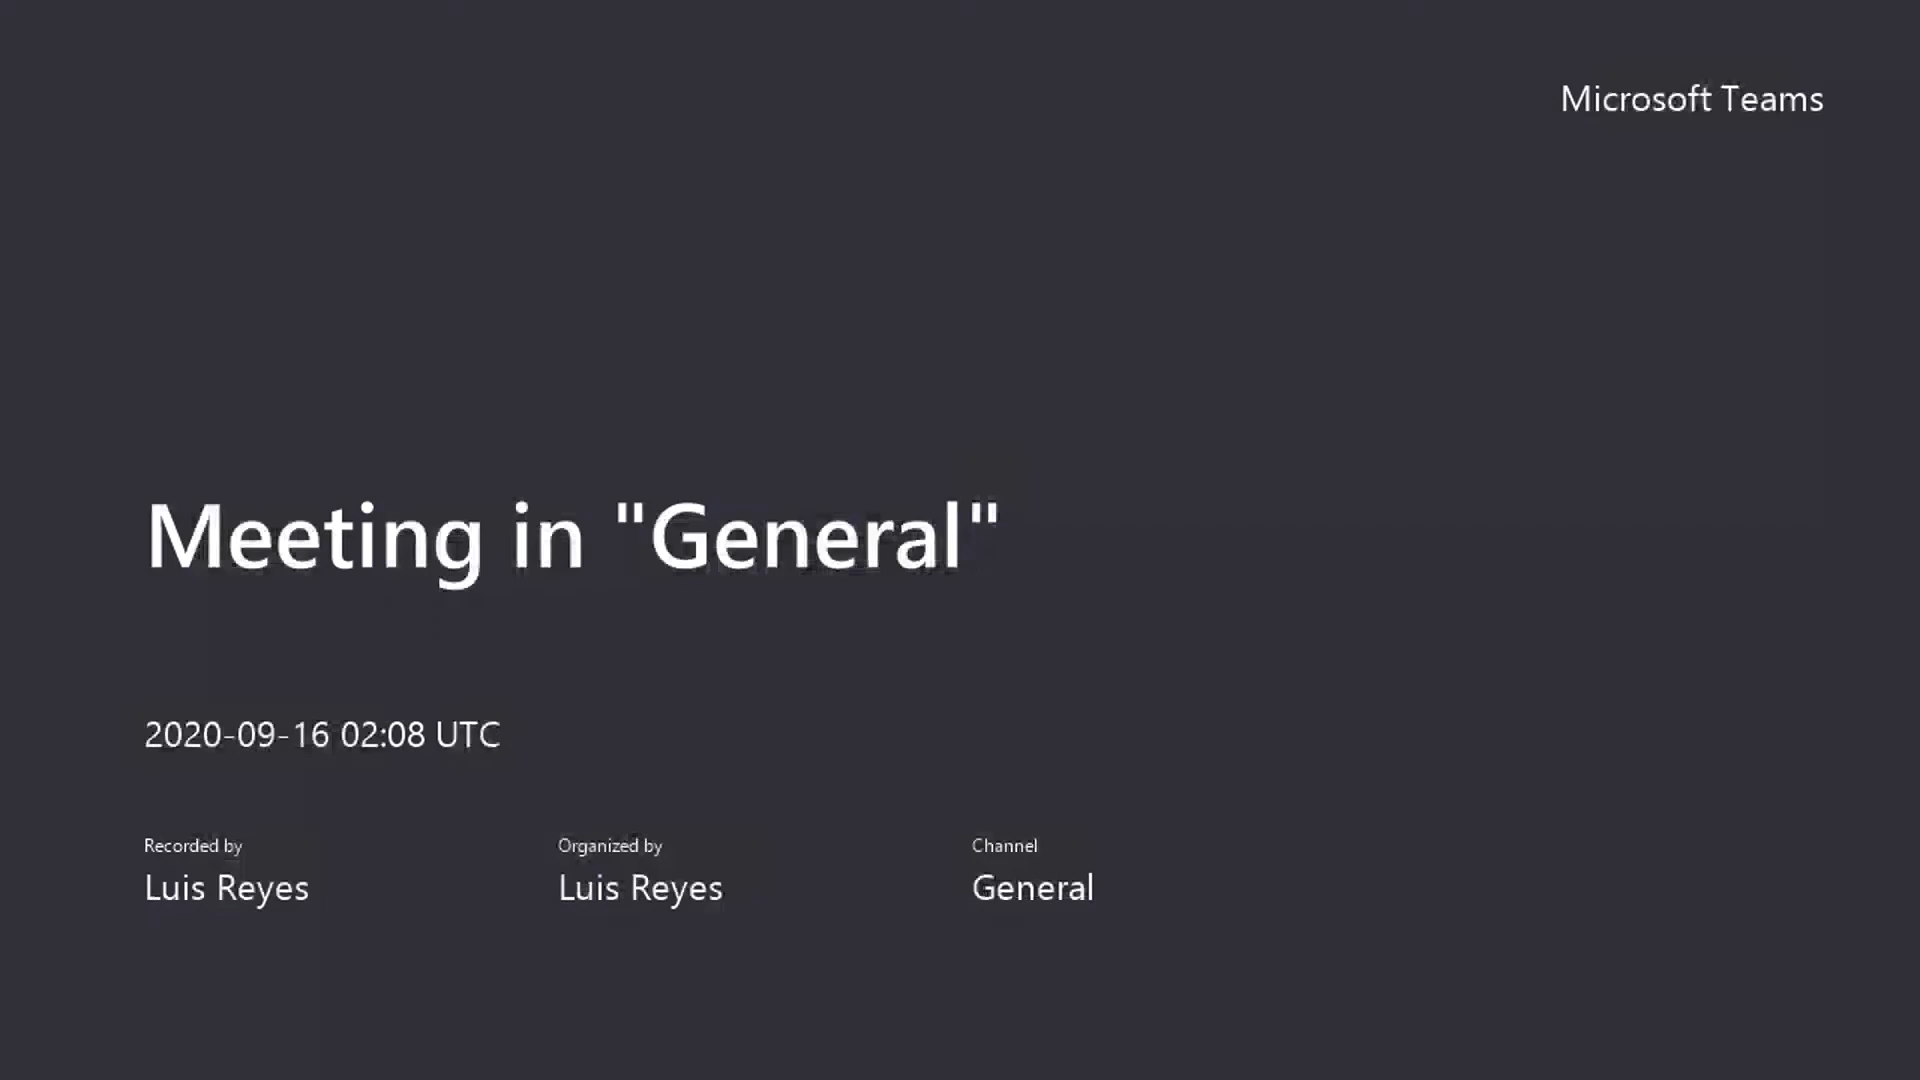 Microsoft Teams
Meeting in "General"
2020-09-16 02:08 UTC
Recorded by
Luis Reyes
Organized by
Luis Reyes
Channel
General